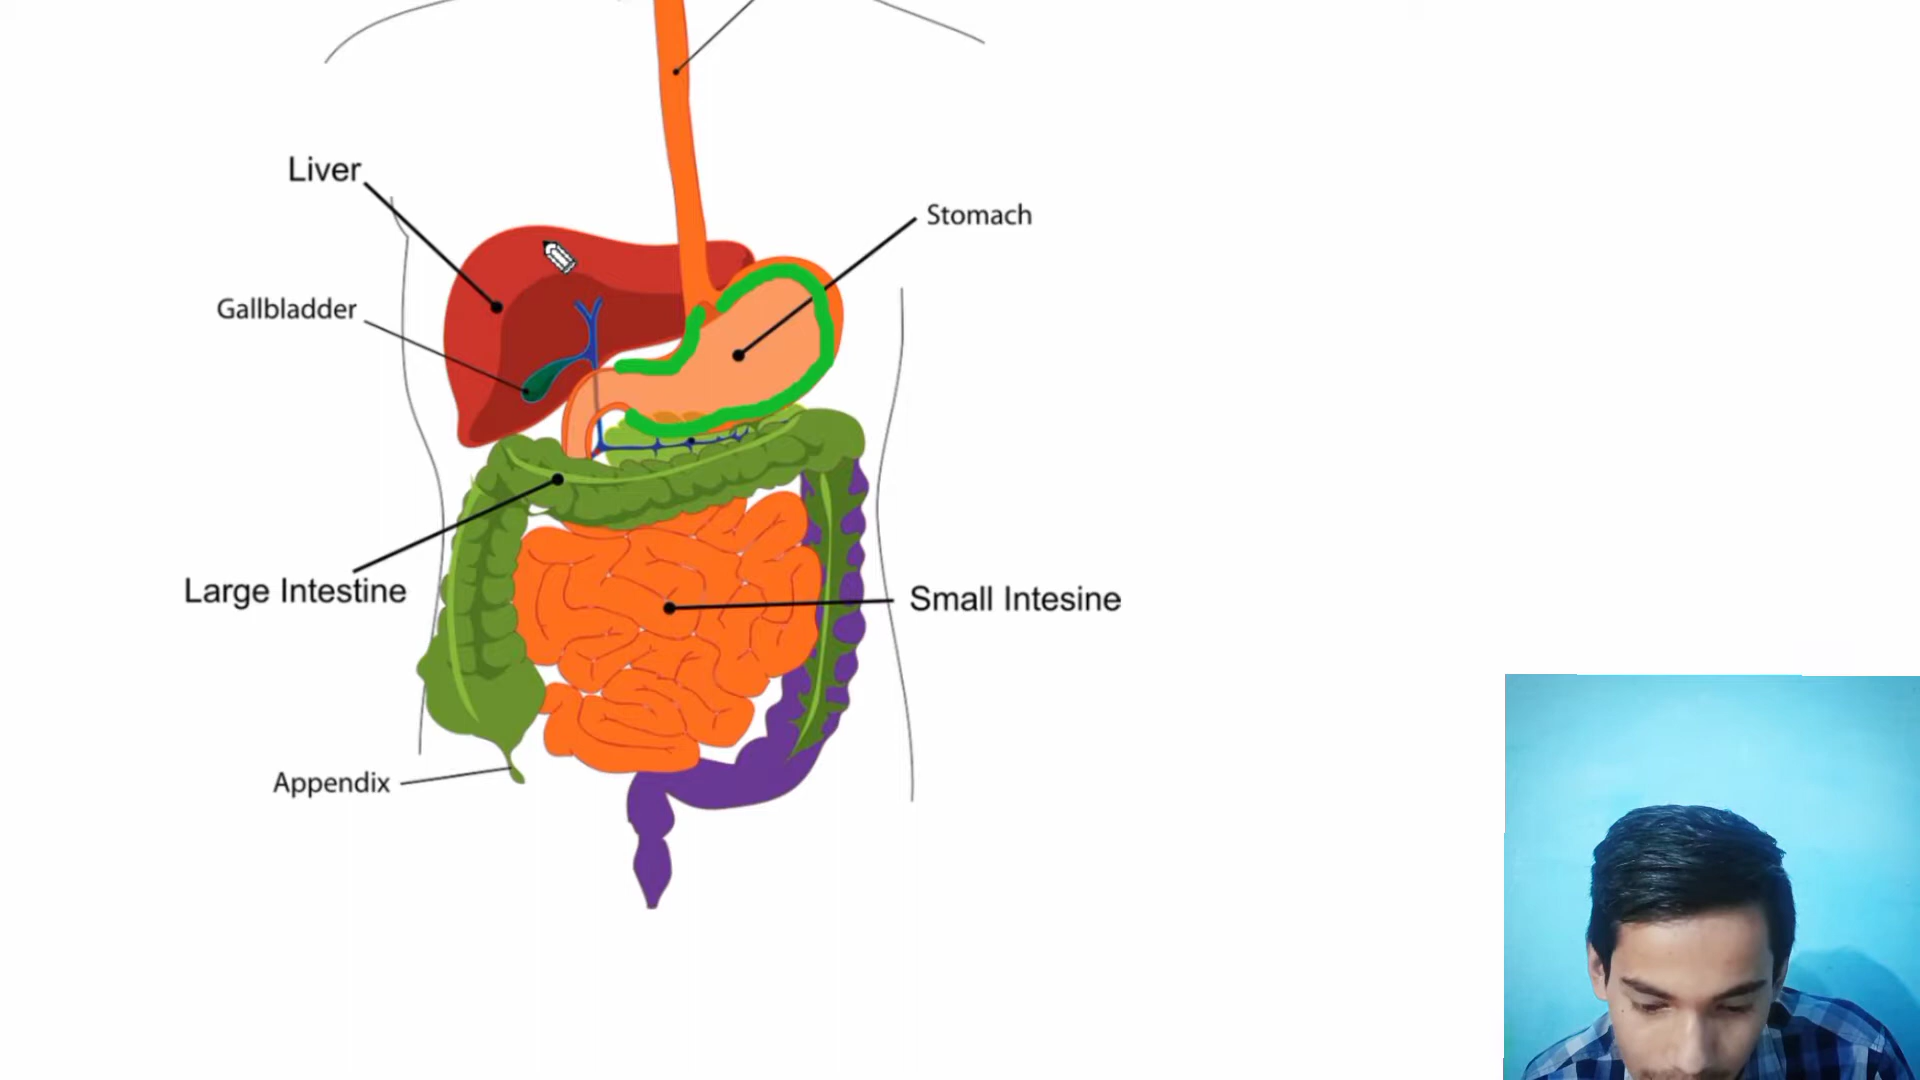 Liver
Stomach
Gallbladder
Large Intestine
Small Intesine
Appendix